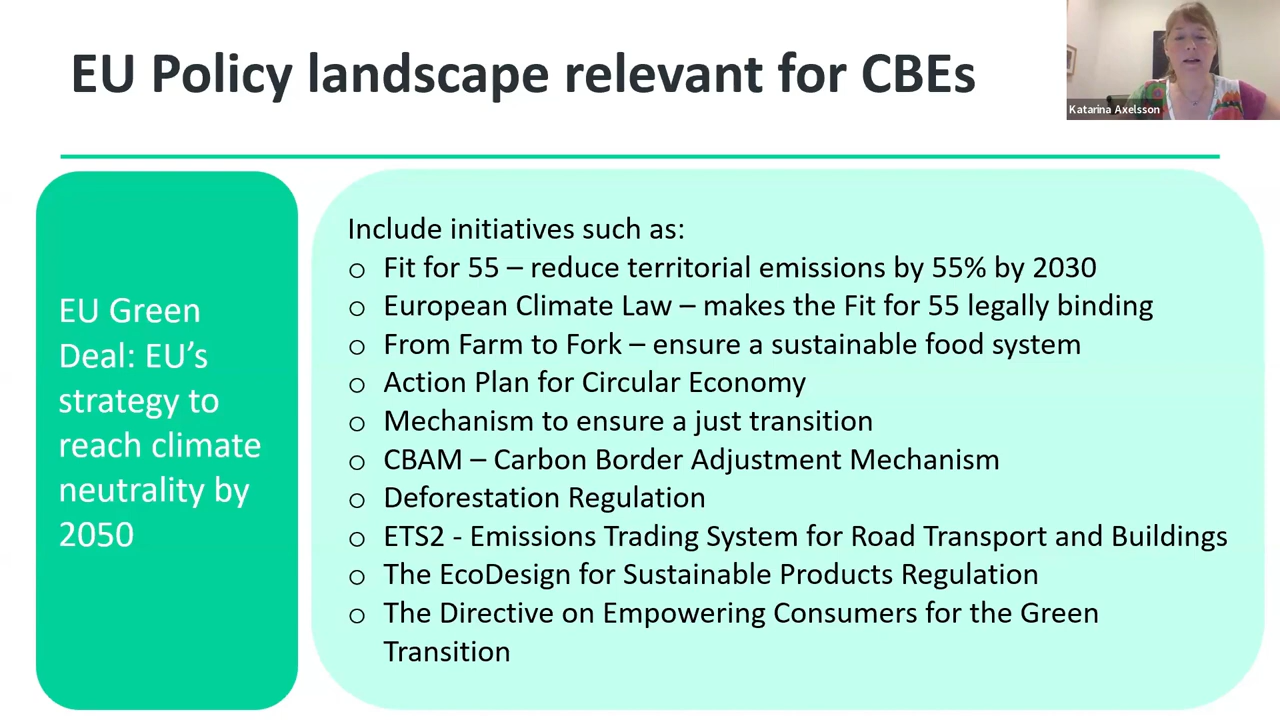 EU Policy landscape relevant for CBEs
Katarina Axelsson
EU Green
Deal: EU’s
strategy to
reach climate
neutrality by
2050
Include initiatives such as:
o Fit for 55 – reduce territorial emissions by 55% by 2030
o European Climate Law – makes the Fit for 55 legally binding
o From Farm to Fork – ensure a sustainable food system
o Action Plan for Circular Economy
o Mechanism to ensure a just transition
o CBAM – Carbon Border Adjustment Mechanism
o Deforestation Regulation
o ETS2 - Emissions Trading System for Road Transport and Buildings
o The EcoDesign for Sustainable Products Regulation
o The Directive on Empowering Consumers for the Green
Transition